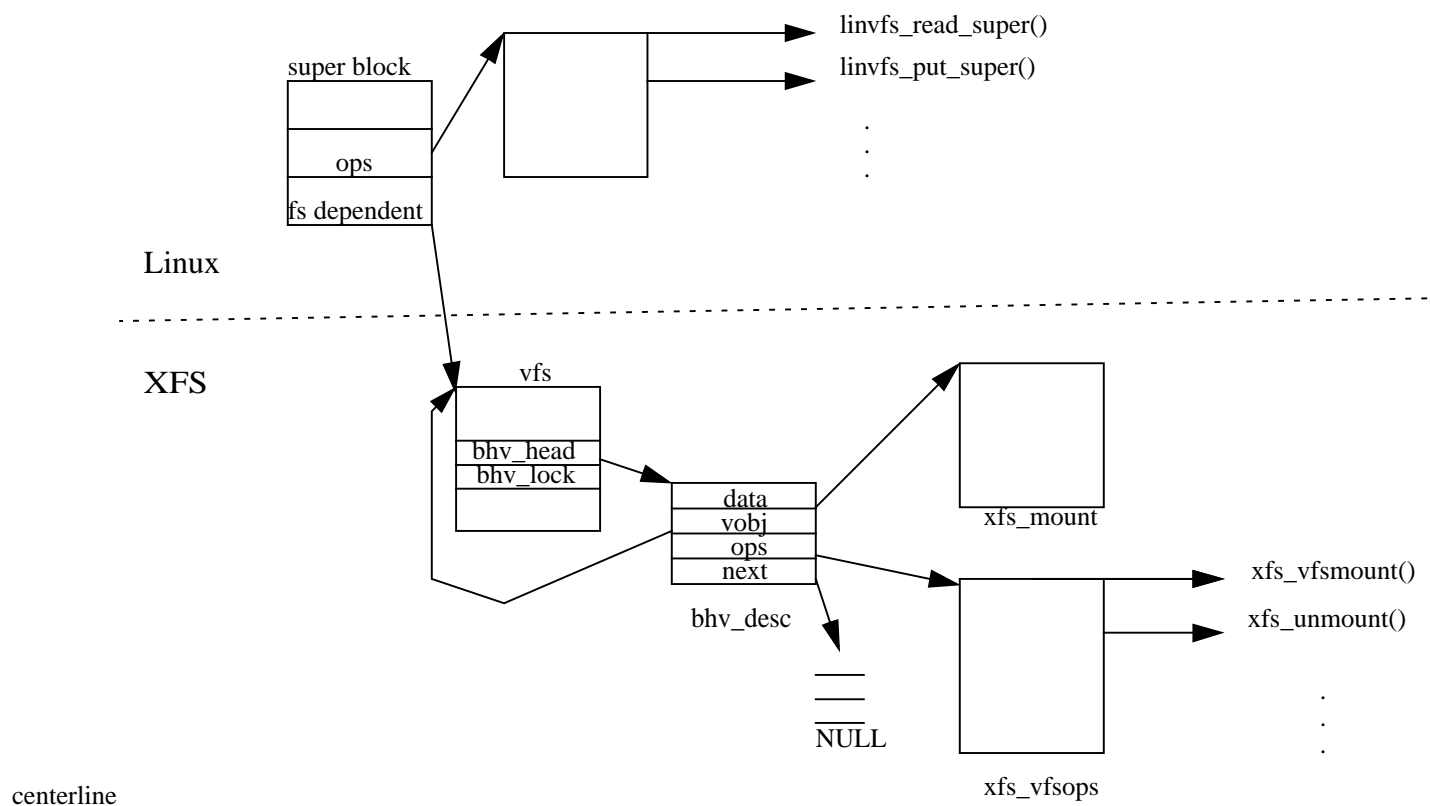 linvfs_read_super()
super block
linvfs_put_super()
.
.
.
ops
fs dependent
Linux
XFS
vfs
bhv_head
bhv_lock
data
vobj
ops
next
bhv_desc
xfs_mount
xfs_vfsmount()
xfs_unmount()
.
.
.
NULL
xfs_vfsops
centerline